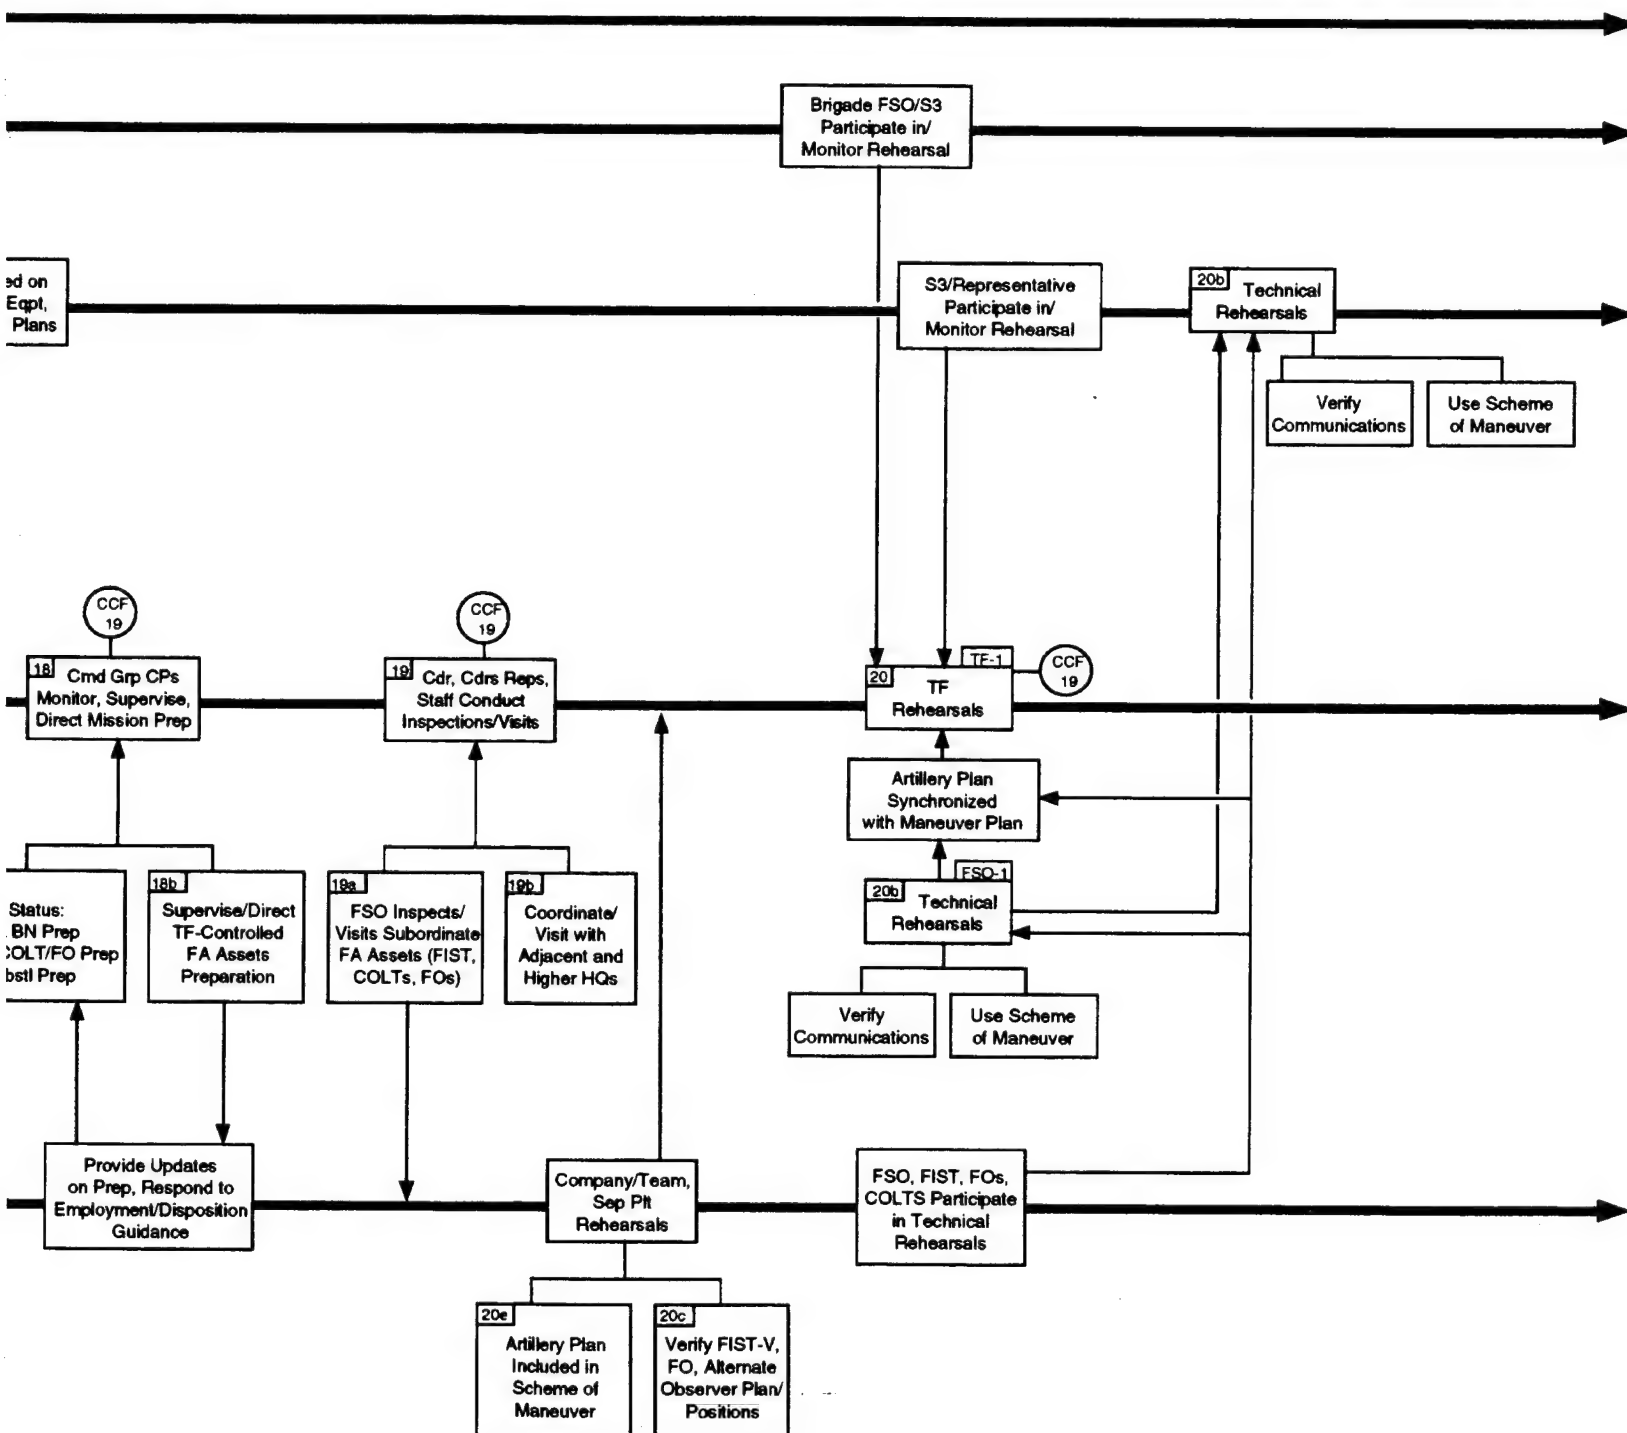 Brigade FSO/S3
Participate in/
Monitor Rehearsal
ed on
Eqpt,
Plans
S3/Representative
Participate in/
Monitor Rehearsal
20b
Technical
Rehearsals
Verify
Communications
Use Scheme
of Maneuver
CCF
19
18
Cmd Grp CPs
Monitor, Supervise,
Direct Mission Prep
CCF
19
19
Cdr, Cdrs Reps,
Staff Conduct
Inspections/Visits
TF-1
20
TF
Rehearsals
CCF
19
Artillery Plan
Synchronized
with Maneuver Plan
FSO-1
20b
Technical
Rehearsals
Verify
Communications
Use Scheme
of Maneuver
Status:
BN Prep
COLT/FO Prep
bstl Prep
18b
Supervise/Direct
TF-Controlled
FA Assets
Preparation
19a
FSO Inspects/
Visits Subordinate
FA Assets (FIST,
COLTs, FOs)
19b
Coordinate/
Visit with
Adjacent and
Higher HQs
Provide Updates
on Prep, Respond to
Employment/Disposition
Guidance
Company/Team,
Sep Plt
Rehearsals
FSO, FIST, FOs,
COLTS Participate
in Technical
Rehearsals
20e
Artillery Plan
Included in
Scheme of
Maneuver
20c
Verify FIST-V,
FO, Alternate
Observer Plan/
Positions